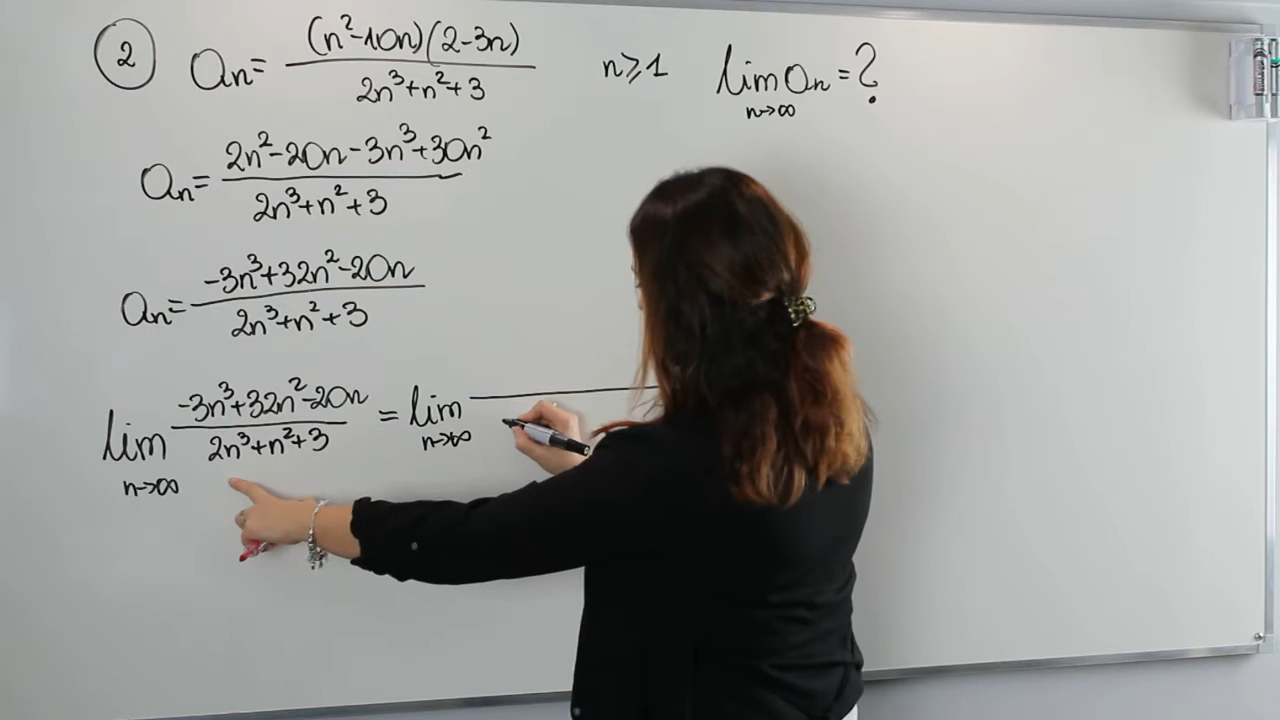 ② aₙ = (n²-10n)(2-3n) / 2n³+n²+3   n⩾1   lim n→∞ aₙ = ?
aₙ = 2n²-20n-3n³+30n² / 2n³+n²+3
aₙ = -3n³+32n²-20n / 2n³+n²+3
lim n→∞ -3n³+32n²-20n / 2n³+n²+3 = lim n→∞